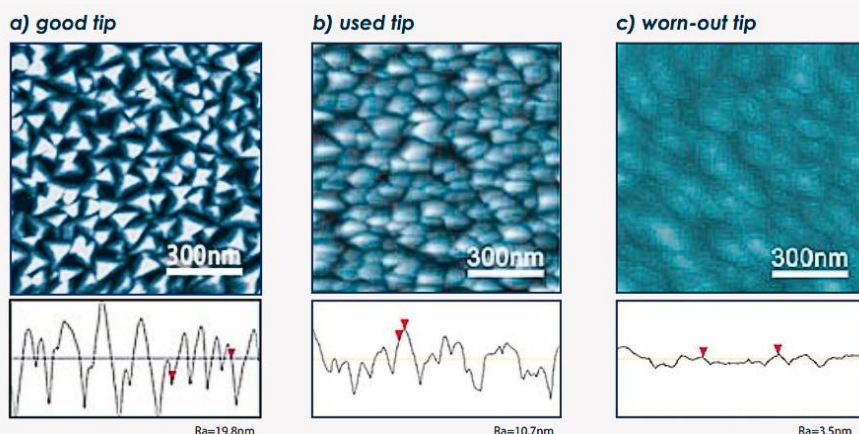 a) good tip
b) used tip
c) worn-out tip
300nm
300nm
300nm
Ra=19.8nm
Ra=10.7nm
Ra=3.5nm